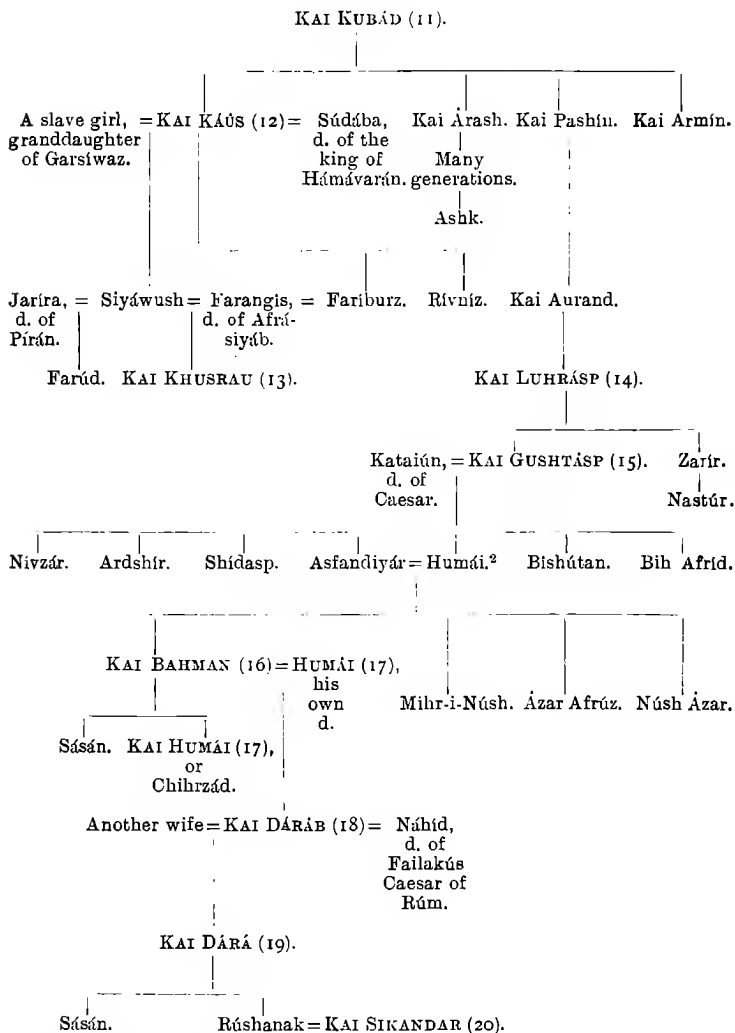 KAI KUBÁD (11).
A slave girl, = KAI KÁÚS (12) = Súdába, Kai Árash. Kai Pashín. Kai Ármín.
granddaughter d. of the
of Garsíwaz. king of Many
Hámávarán. generations.
Ashk.
Jaríra, = Siyáwush = Farangís, = Faríburz. Rívníz. Kai Aurand.
d. of d. of Afrá-
Pírán. siyáb.
Farúd. KAI KHUSRAU (13). KAI LUHRÁSP (14).
Kataiún, = KAI GUSHTÁSP (15). Zarír.
d. of
Caesar. Nastúr.
Nivzár. Ardshír. Shídasp. Asfandiyár = Humái.² Bishútan. Bih Afríd.
KAI BAHMAN (16) = HUMÁI (17),
his Mihr-i-Núsh. Ázar Afrúz. Núsh Ázar.
own
d.
Sásán. KAI HUMÁI (17),
or
Chihrzád.
Another wife = KAI DÁRÁB (18) = Náhíd,
d. of
Failakús
Caesar of
Rúm.
KAI DÁRÁ (19).
Sásán. Rúshanak = KAI SIKANDAR (20).